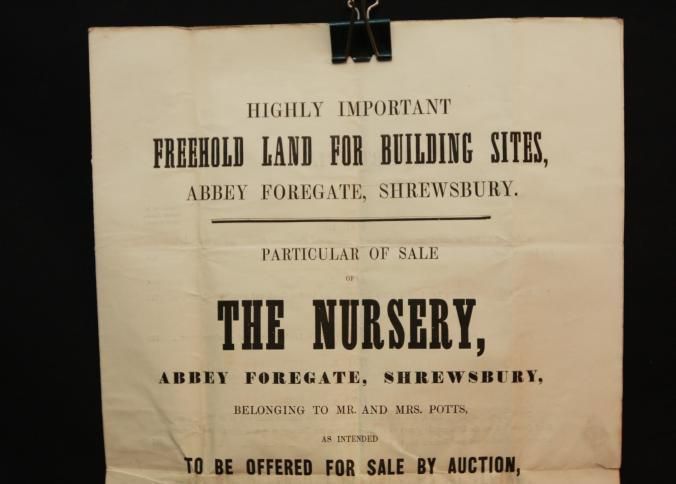 HIGHLY IMPORTANT
FREEHOLD LAND FOR BUILDING SITES,
ABBEY FOREGATE, SHREWSBURY.
PARTICULAR OF SALE
OF
THE NURSERY,
ABBEY FOREGATE, SHREWSBURY,
BELONGING TO MR. AND MRS. POTTS,
AS INTENDED
TO BE OFFERED FOR SALE BY AUCTION,